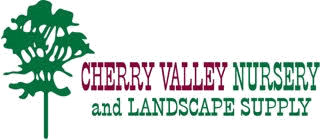 CHERRY VALLEY NURSERY
and LANDSCAPE SUPPLY